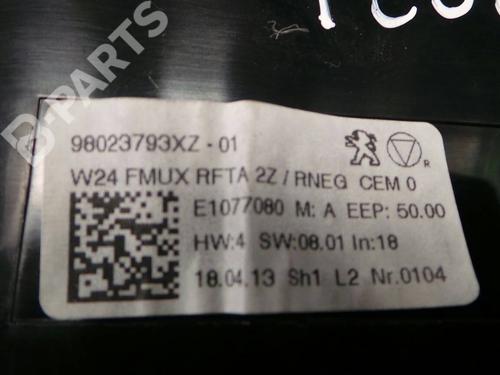 B-PARTS
98023793XZ - 01
W24 FMUX RFTA 2Z / RNEG CEM 0
E1077080 M: A EEP: 50.00
HW:4 SW:08.01 In:18
18.04.13 Sh1 L2 Nr.0104
R